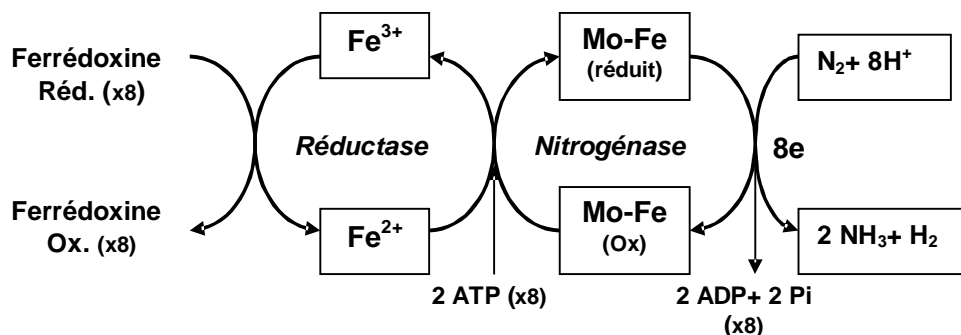 Ferrédoxine
Réd. (x8)
Fe³⁺
Mo-Fe
(réduit)
N₂+ 8H⁺
Réductase
Nitrogénase
8e
Ferrédoxine
Ox. (x8)
Fe²⁺
Mo-Fe
(Ox)
2 NH₃+ H₂
2 ATP (x8)
2 ADP+ 2 Pi
(x8)